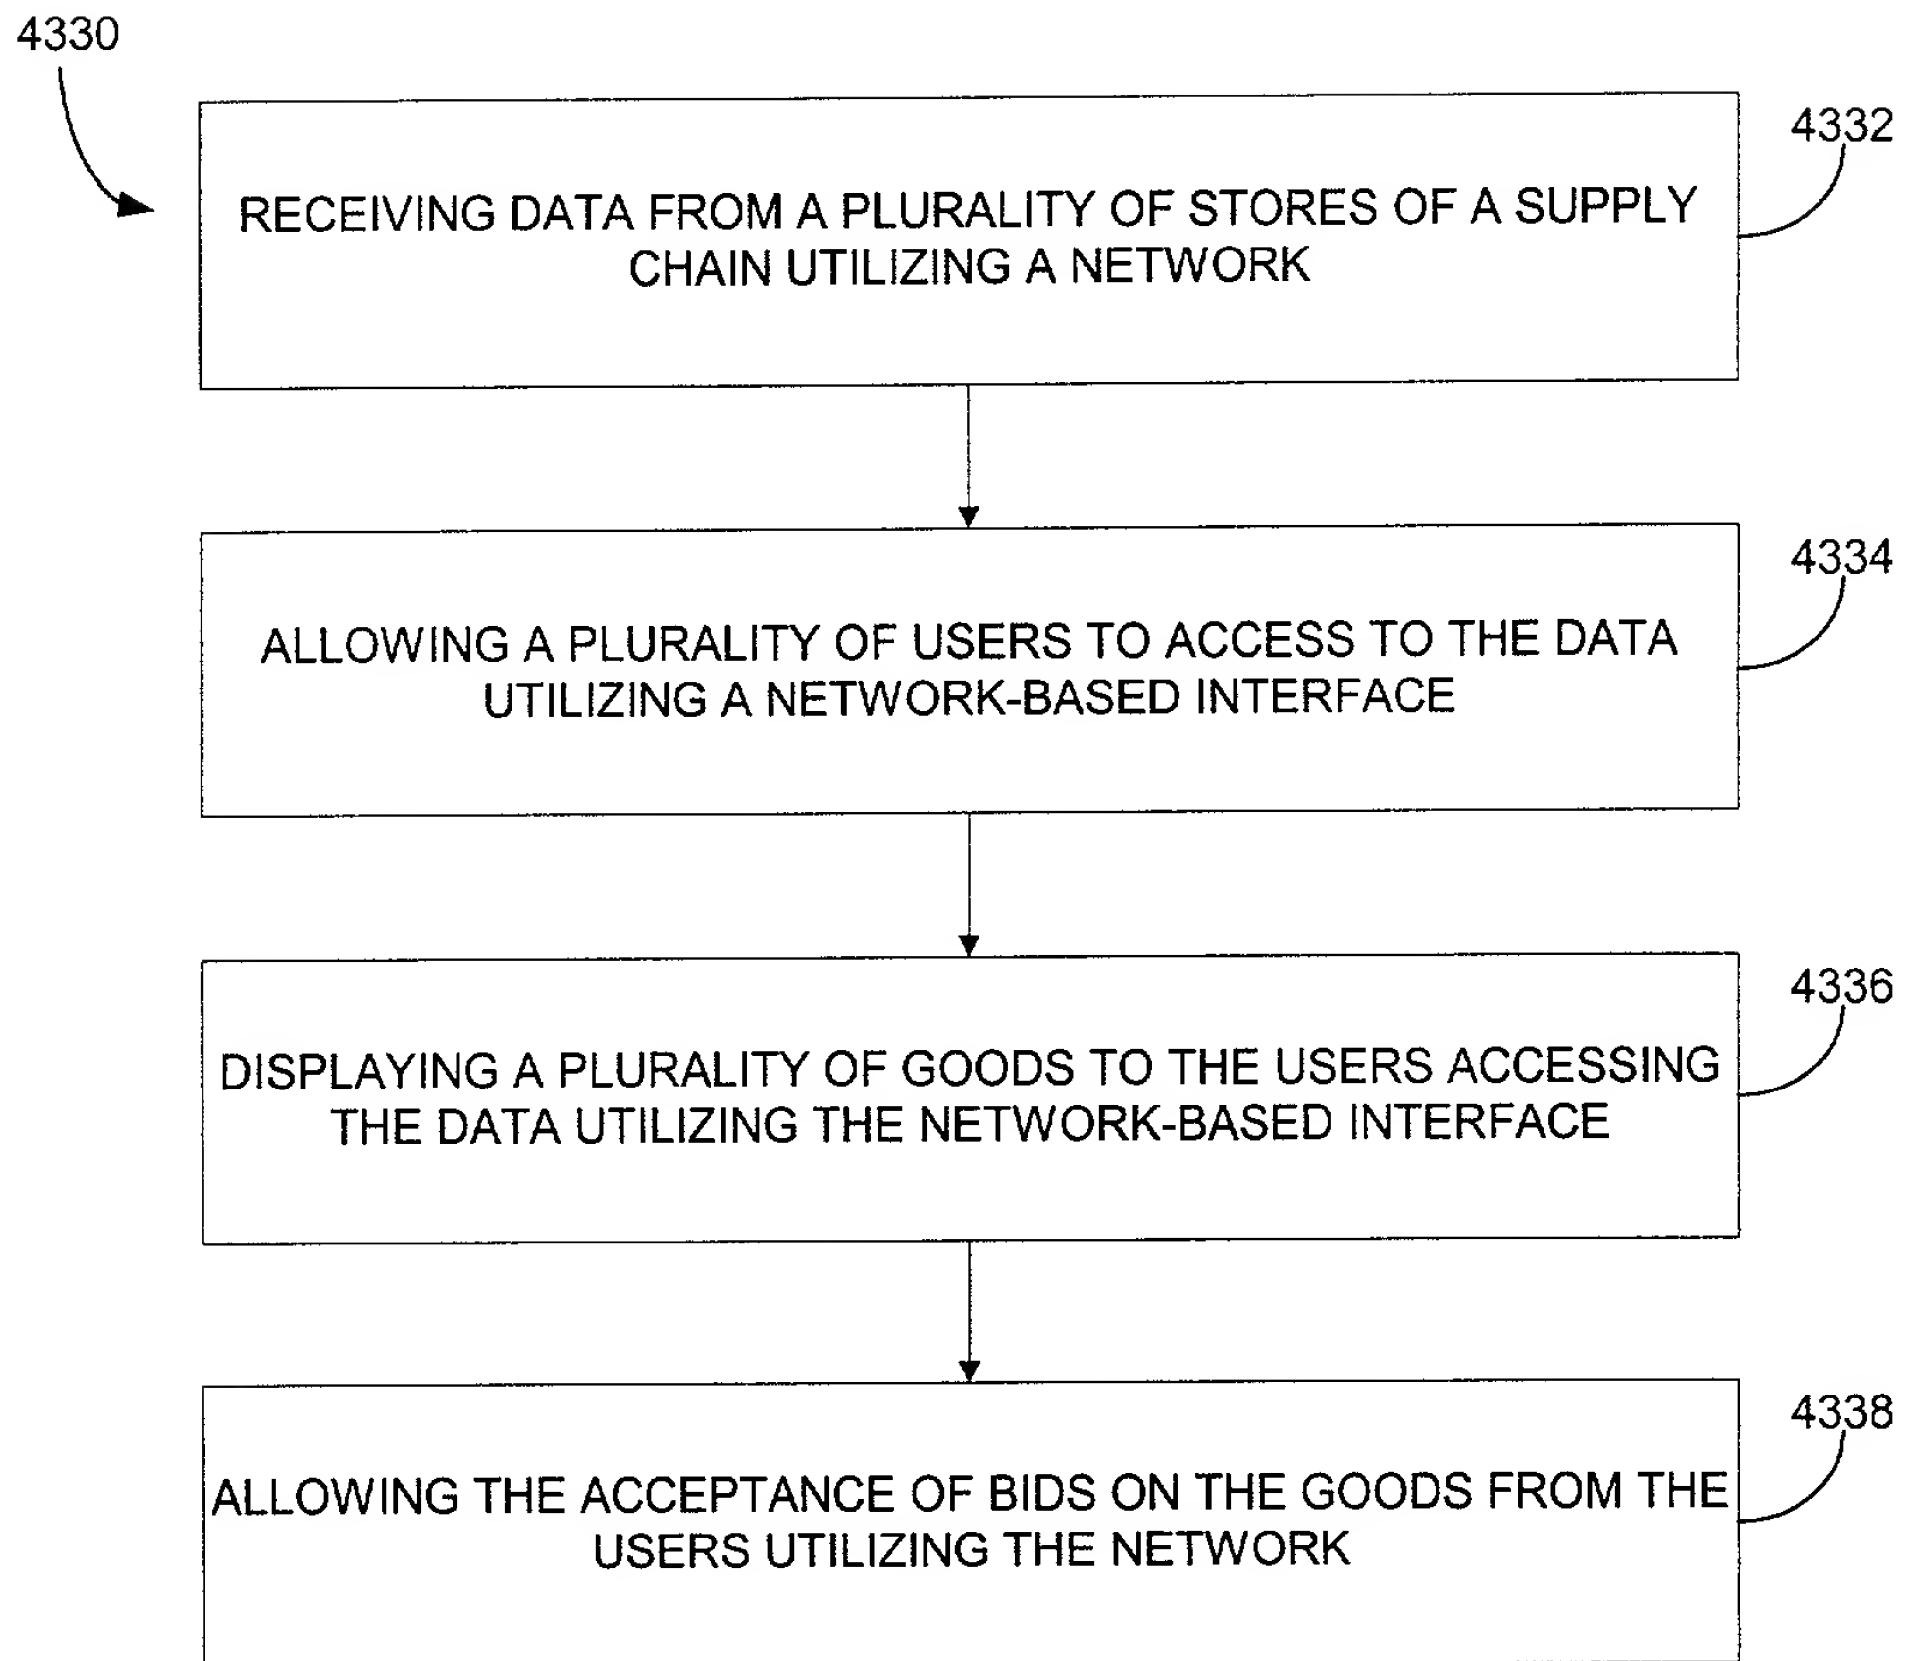 4330
4332
RECEIVING DATA FROM A PLURALITY OF STORES OF A SUPPLY
CHAIN UTILIZING A NETWORK
4334
ALLOWING A PLURALITY OF USERS TO ACCESS TO THE DATA
UTILIZING A NETWORK-BASED INTERFACE
4336
DISPLAYING A PLURALITY OF GOODS TO THE USERS ACCESSING
THE DATA UTILIZING THE NETWORK-BASED INTERFACE
4338
ALLOWING THE ACCEPTANCE OF BIDS ON THE GOODS FROM THE
USERS UTILIZING THE NETWORK